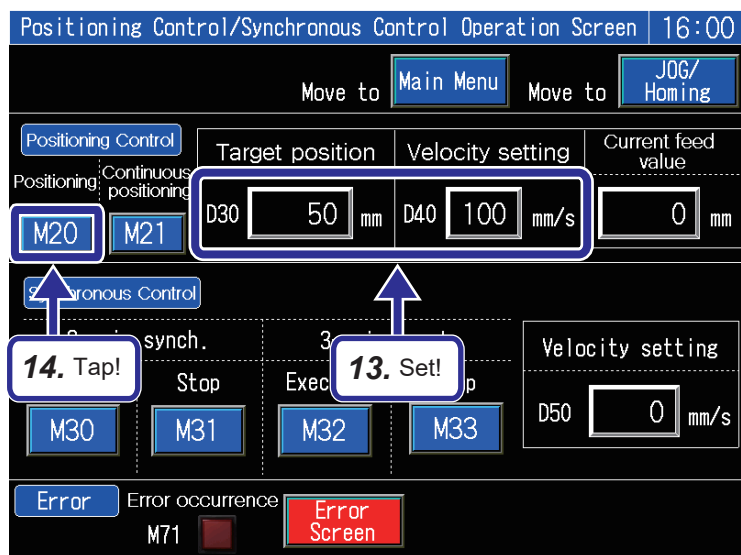 Positioning Control/Synchronous Control Operation Screen 16:00
Move to Main Menu Move to JOG/
Homing
Positioning Control
Target position Velocity setting Current feed
value
Positioning Continuous
positioning
D30 50 mm D40 100 mm/s 0 mm
M20 M21
Control
synch.
14. Tap! 13. Set!
Velocity setting
Stop
M30 M31 M32 M33 D50 0 mm/s
Error Error occurrence Error
Screen
M71